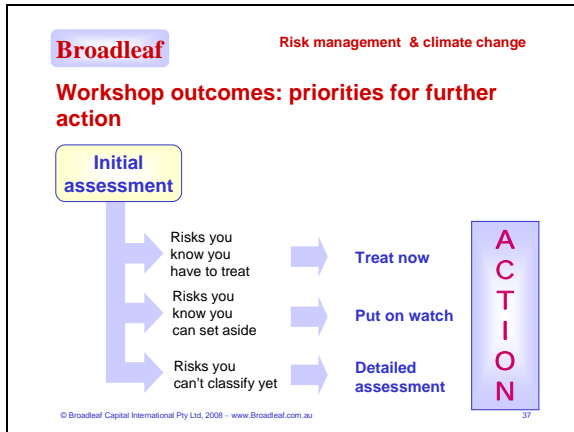 Broadleaf
Risk management & climate change
Workshop outcomes: priorities for further
action
Initial
assessment
Risks you
know you
have to treat
Treat now
Risks you
know you
can set aside
Put on watch
Risks you
can't classify yet
Detailed
assessment
A
C
T
I
O
N
© Broadleaf Capital International Pty Ltd, 2008 – www.Broadleaf.com.au
37